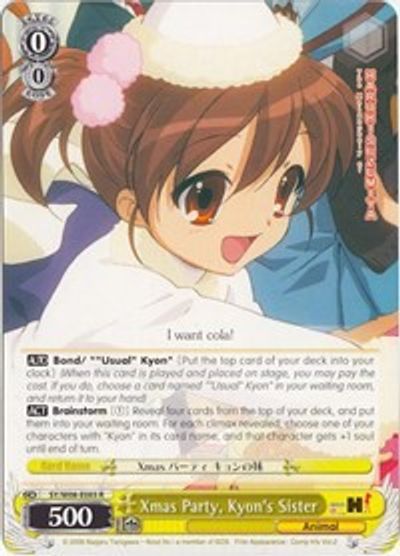 0
0
I want cola!
AUTO Bond/ ""Usual" Kyon" (Put the top card of your deck into your
clock) (When this card is played and placed on stage, you may pay the
cost. If you do, choose a card named ""Usual" Kyon" in your waiting room,
and return it to your hand)
ACT Brainstorm (①) Reveal four cards from the top of your deck, and put
them into your waiting room. For each climax revealed, choose one of your
characters with "Kyon" in its card name, and that character gets +1 soul
until end of turn.
Card Name Xmasパーティ キョンの妹
500
Xmas Party, Kyon's Sister
Animal